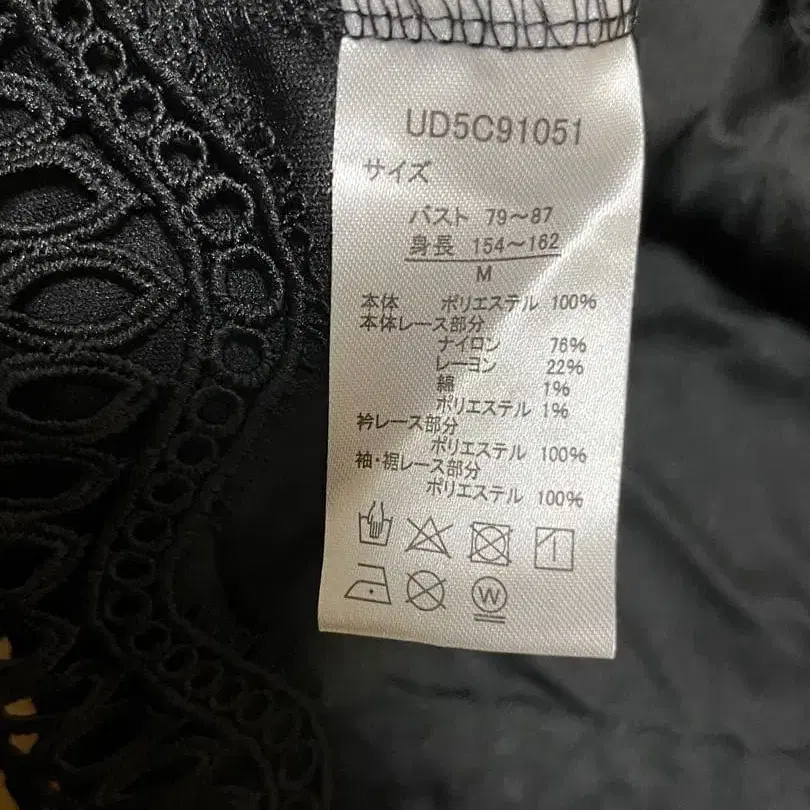 UD5C91051
サイズ
バスト 79～87
身長 154～162
M
本体 ポリエステル 100%
本体レース部分
ナイロン 76%
レーヨン 22%
綿 1%
ポリエステル 1%
衿レース部分
ポリエステル 100%
袖・裾レース部分
ポリエステル 100%
W